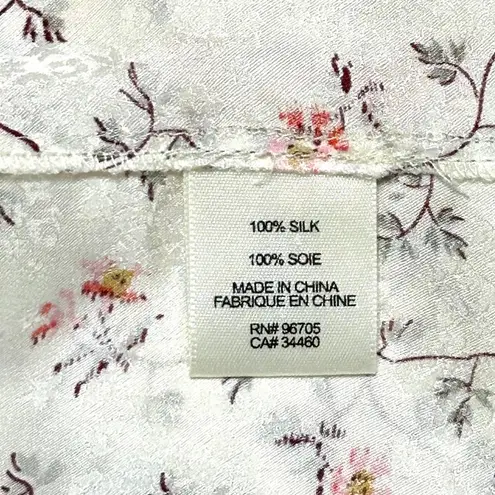 100% SILK
100% SOIE
MADE IN CHINA
FABRIQUE EN CHINE
RN# 96705
CA# 34460